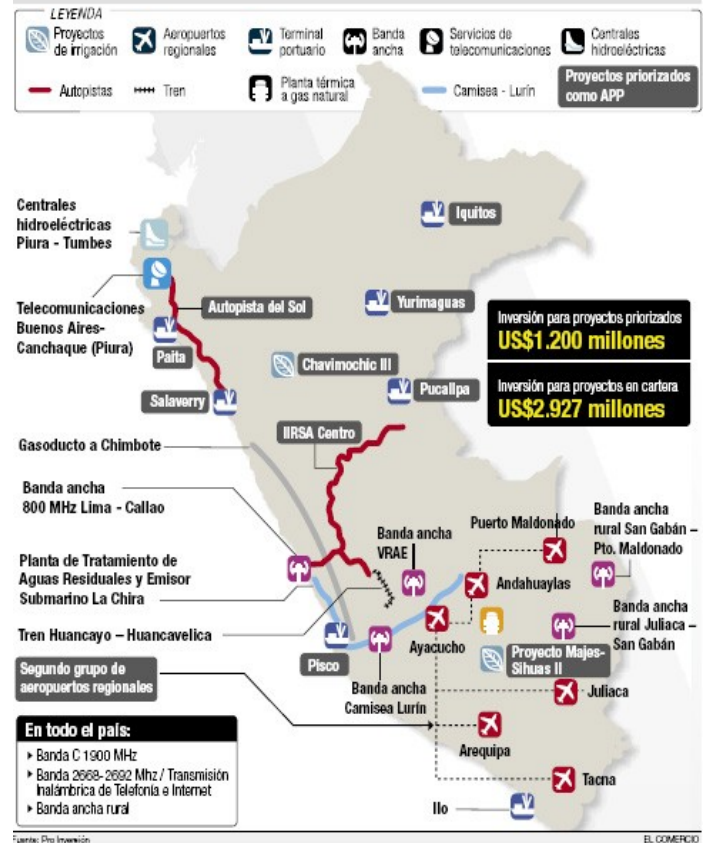 LEYENDA
Proyectos
de irrigación
Aeropuertos
regionales
Terminal
portuario
Banda
ancha
Servicios de
telecomunicaciones
Centrales
hidroeléctricas
Autopistas
Tren
Planta térmica
a gas natural
Camisea - Lurín
Proyectos priorizados
como APP
Centrales
hidroeléctricas
Piura - Tumbes
Iquitos
Telecomunicaciones
Buenos Aires-
Canchaque (Piura)
Autopista del Sol
Yurimaguas
Paita
Inversión para proyectos priorizados
US$1.200 millones
Chavimochic III
Salaverry
Pucallpa
Inversión para proyectos en cartera
US$2.927 millones
IIRSA Centro
Gasoducto a Chimbote
Banda ancha
800 MHz Lima - Callao
Banda ancha
VRAE
Puerto Maldonado
Banda ancha
rural San Gabán –
Pto. Maldonado
Planta de Tratamiento de
Aguas Residuales y Emisor
Submarino La Chira
Andahuaylas
Banda ancha
rural Juliaca –
San Gabán
Tren Huancayo – Huancavelica
Ayacucho
Pisco
Proyecto Majes-
Sihuas II
Segundo grupo de
aeropuertos regionales
Banda ancha
Camisea Lurín
Juliaca
En todo el país:
Banda C 1900 MHz
Banda 2668-2692 Mhz / Transmisión
Inalámbrica de Telefonía e Internet
Banda ancha rural
Arequipa
Tacna
Ilo
Fuente: Pro Inversión
EL COMERCIO